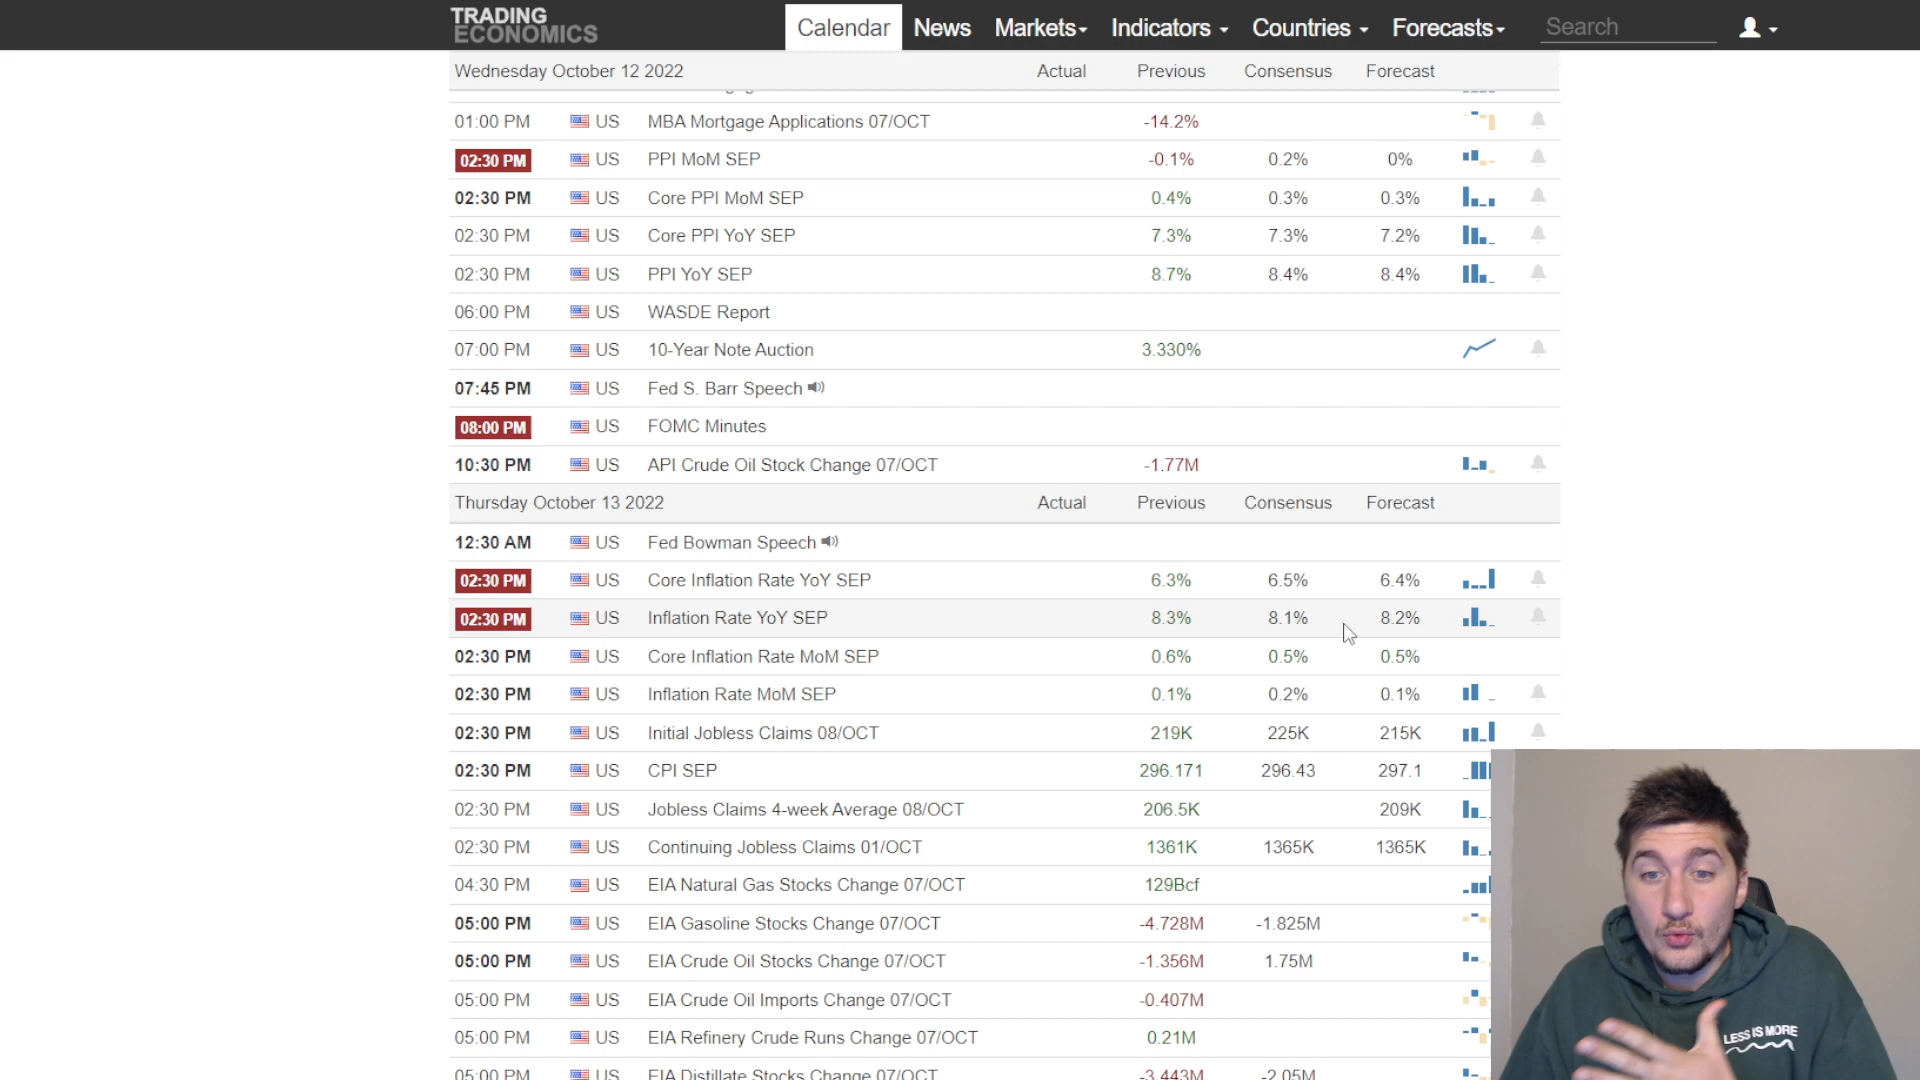 TRADING
ECONOMICS
Calendar News Markets Indicators Countries Forecasts Search
Wednesday October 12 2022 Actual Previous Consensus Forecast
01:00 PM US MBA Mortgage Applications 07/OCT -14.2%
02:30 PM US PPI MoM SEP -0.1% 0.2% 0%
02:30 PM US Core PPI MoM SEP 0.4% 0.3% 0.3%
02:30 PM US Core PPI YoY SEP 7.3% 7.3% 7.2%
02:30 PM US PPI YoY SEP 8.7% 8.4% 8.4%
06:00 PM US WASDE Report
07:00 PM US 10-Year Note Auction 3.330%
07:45 PM US Fed S. Barr Speech
08:00 PM US FOMC Minutes
10:30 PM US API Crude Oil Stock Change 07/OCT -1.77M
Thursday October 13 2022 Actual Previous Consensus Forecast
12:30 AM US Fed Bowman Speech
02:30 PM US Core Inflation Rate YoY SEP 6.3% 6.5% 6.4%
02:30 PM US Inflation Rate YoY SEP 8.3% 8.1% 8.2%
02:30 PM US Core Inflation Rate MoM SEP 0.6% 0.5% 0.5%
02:30 PM US Inflation Rate MoM SEP 0.1% 0.2% 0.1%
02:30 PM US Initial Jobless Claims 08/OCT 219K 225K 215K
02:30 PM US CPI SEP 296.171 296.43 297.1
02:30 PM US Jobless Claims 4-week Average 08/OCT 206.5K 209K
02:30 PM US Continuing Jobless Claims 01/OCT 1361K 1365K 1365K
04:30 PM US EIA Natural Gas Stocks Change 07/OCT 129Bcf
05:00 PM US EIA Gasoline Stocks Change 07/OCT -4.728M -1.825M
05:00 PM US EIA Crude Oil Stocks Change 07/OCT -1.356M 1.75M
05:00 PM US EIA Crude Oil Imports Change 07/OCT -0.407M
05:00 PM US EIA Refinery Crude Runs Change 07/OCT 0.21M
05:00 PM US EIA Distillate Stocks Change 07/OCT -3.443M -2.05M
LESS IS MORE